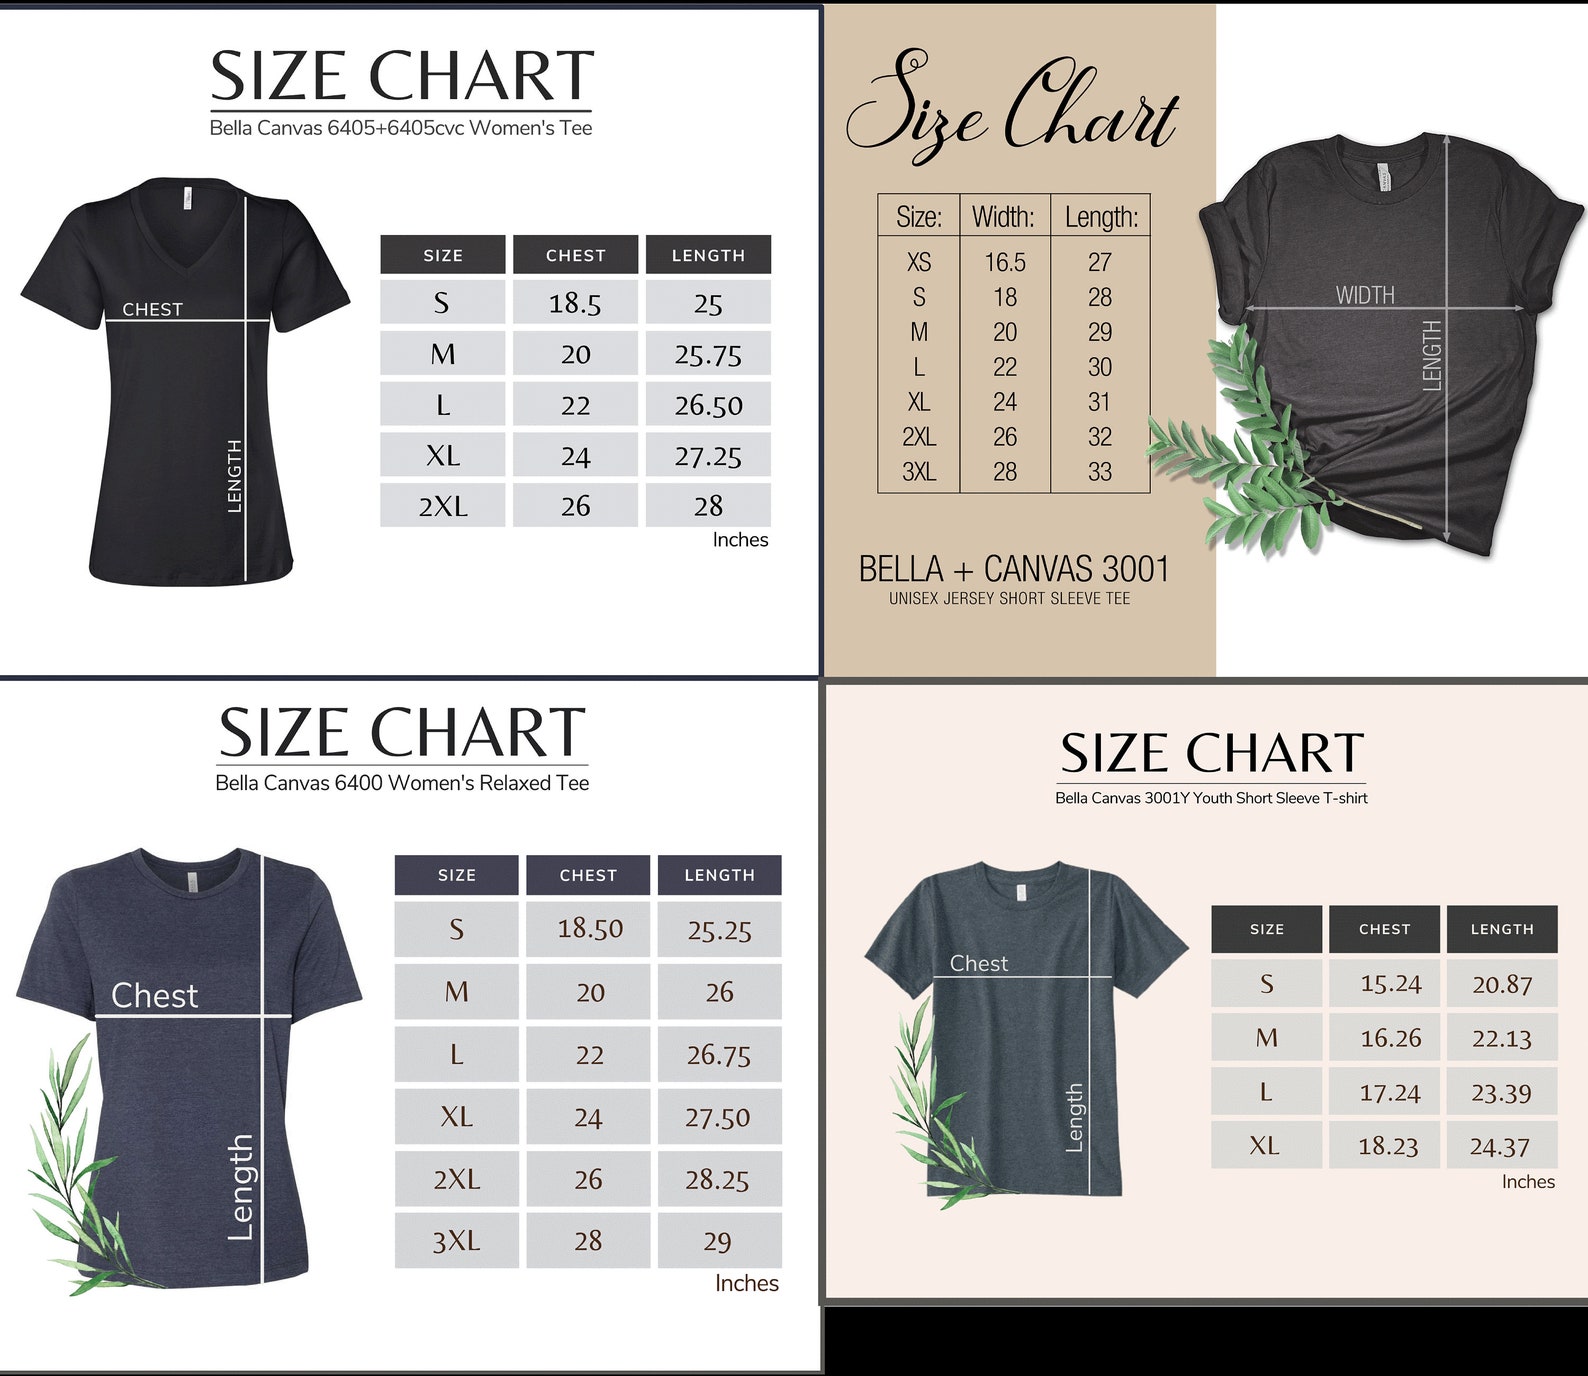 SIZE CHART
Bella Canvas 6405+6405cvc Women's Tee
CHEST
LENGTH
SIZE CHEST LENGTH
S 18.5 25
M 20 25.75
L 22 26.50
XL 24 27.25
2XL 26 28
Inches
Size Chart
Size: Width: Length:
XS 16.5 27
S 18 28
M 20 29
L 22 30
XL 24 31
2XL 26 32
3XL 28 33
BELLA + CANVAS 3001
UNISEX JERSEY SHORT SLEEVE TEE
WIDTH
LENGTH
SIZE CHART
Bella Canvas 6400 Women's Relaxed Tee
Chest
Length
SIZE CHEST LENGTH
S 18.50 25.25
M 20 26
L 22 26.75
XL 24 27.50
2XL 26 28.25
3XL 28 29
Inches
SIZE CHART
Bella Canvas 3001Y Youth Short Sleeve T-shirt
Chest
Length
SIZE CHEST LENGTH
S 15.24 20.87
M 16.26 22.13
L 17.24 23.39
XL 18.23 24.37
Inches